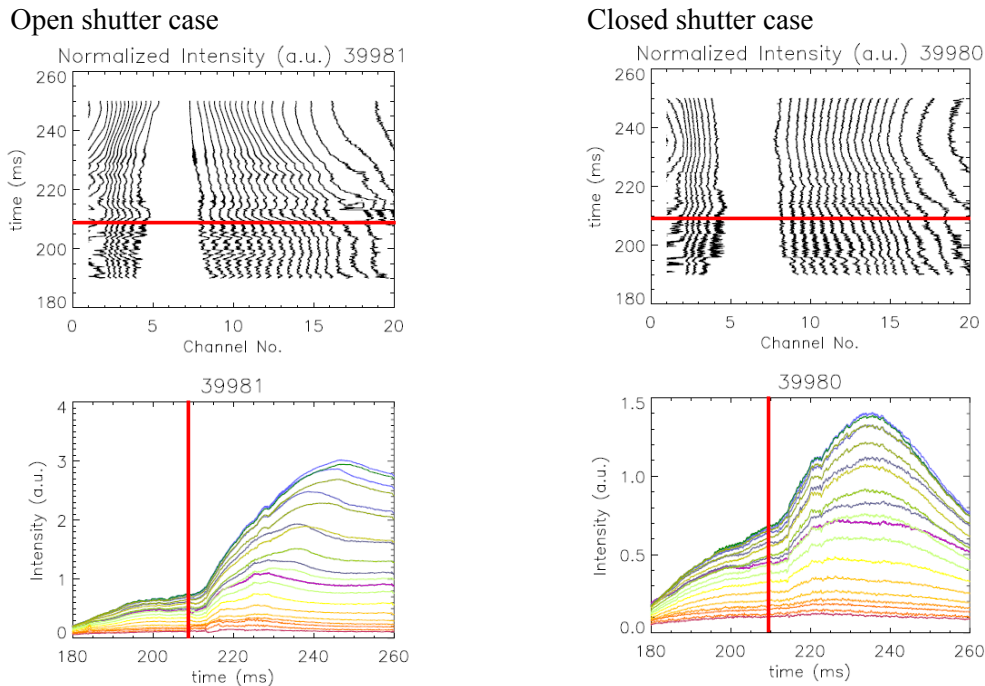 Open shutter case
Closed shutter case
Normalized Intensity (a.u.) 39981
260
240
220
200
180
time (ms)
0 5 10 15 20
Channel No.
Normalized Intensity (a.u.) 39980
260
240
220
200
180
time (ms)
0 5 10 15 20
Channel No.
39981
4
3
2
1
0
Intensity (a.u.)
180 200 220 240 260
time (ms)
39980
1.5
1.0
0.5
0.0
Intensity (a.u.)
180 200 220 240 260
time (ms)